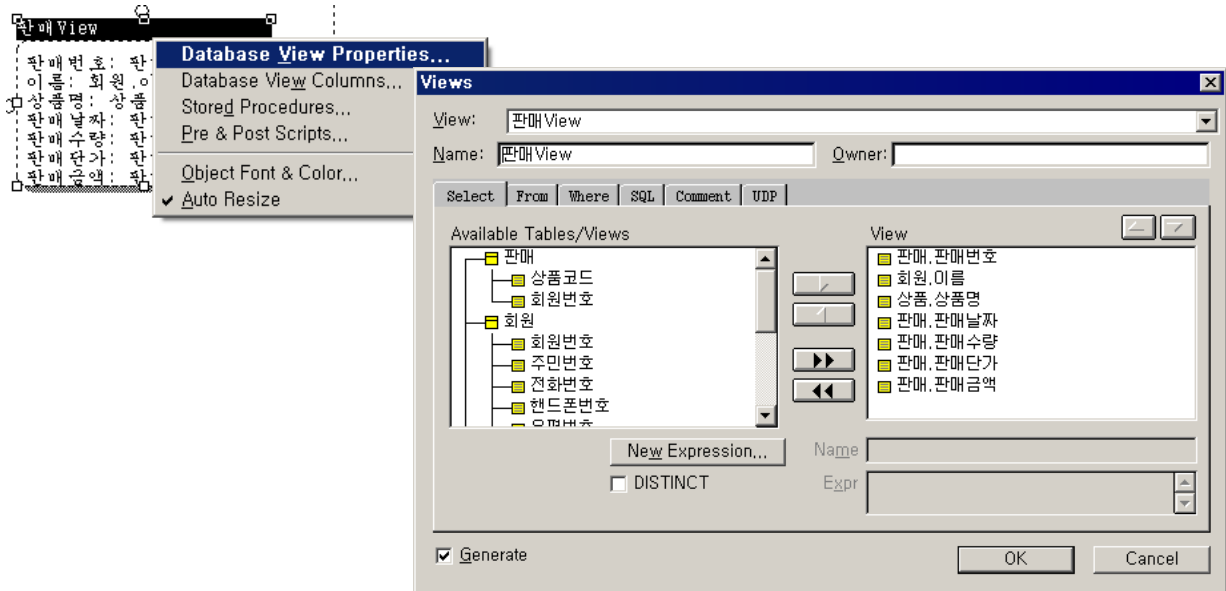 판매View
판매번호: 판
이름: 회원.이
상품명: 상품
판매날짜: 판
판매수량: 판
판매단가: 판
판매금액: 판
Database View Properties...
Database View Columns...
Stored Procedures...
Pre & Post Scripts...
Object Font & Color...
Auto Resize
Views
View: 판매View
Name: 판매View Owner:
Select From Where SQL Comment UDP
Available Tables/Views View
판매
상품코드
회원번호
회원
회원번호
주민번호
전화번호
핸드폰번호
판매.판매번호
회원.이름
상품.상품명
판매.판매날짜
판매.판매수량
판매.판매단가
판매.판매금액
New Expression...
DISTINCT
Name
Expr
Generate
OK Cancel